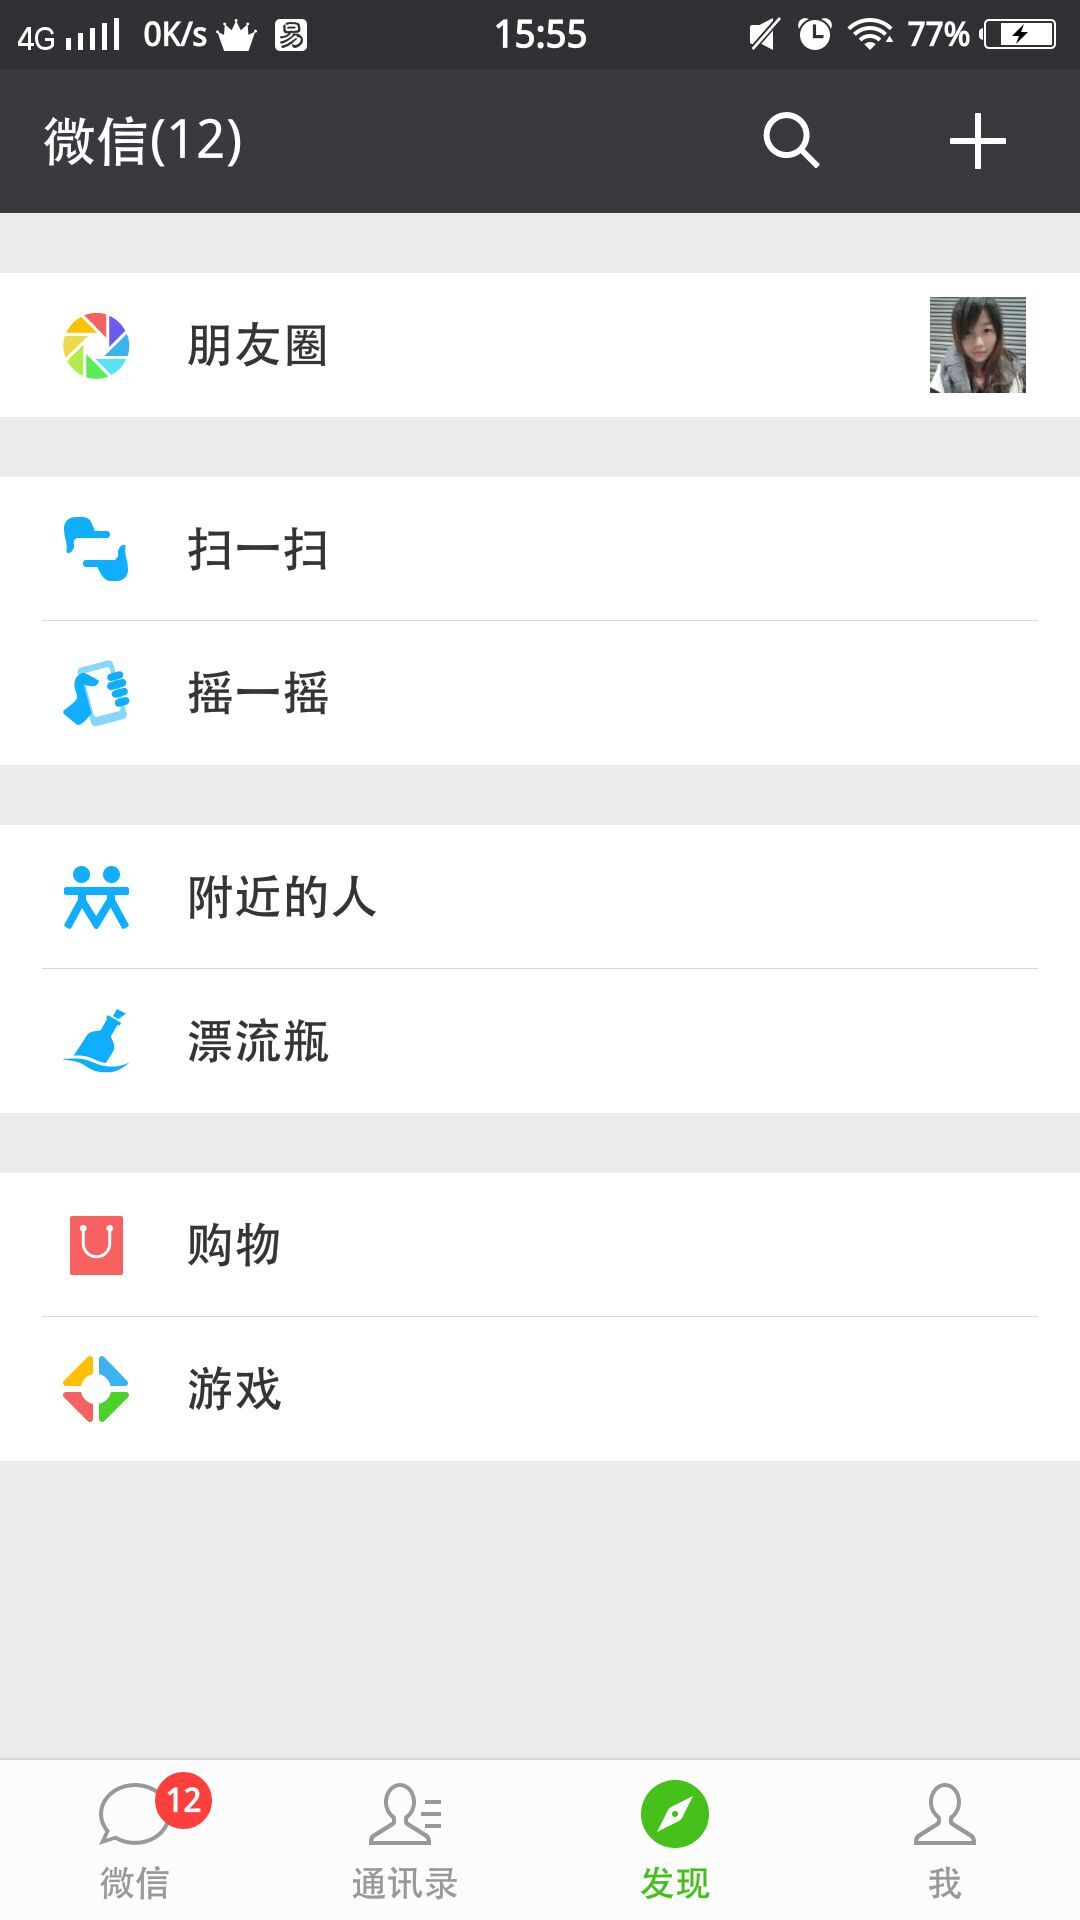 4G 0K/s 易 15:55 77%
微信(12)
朋友圈
扫一扫
摇一摇
附近的人
漂流瓶
购物
游戏
12
微信 通讯录 发现 我